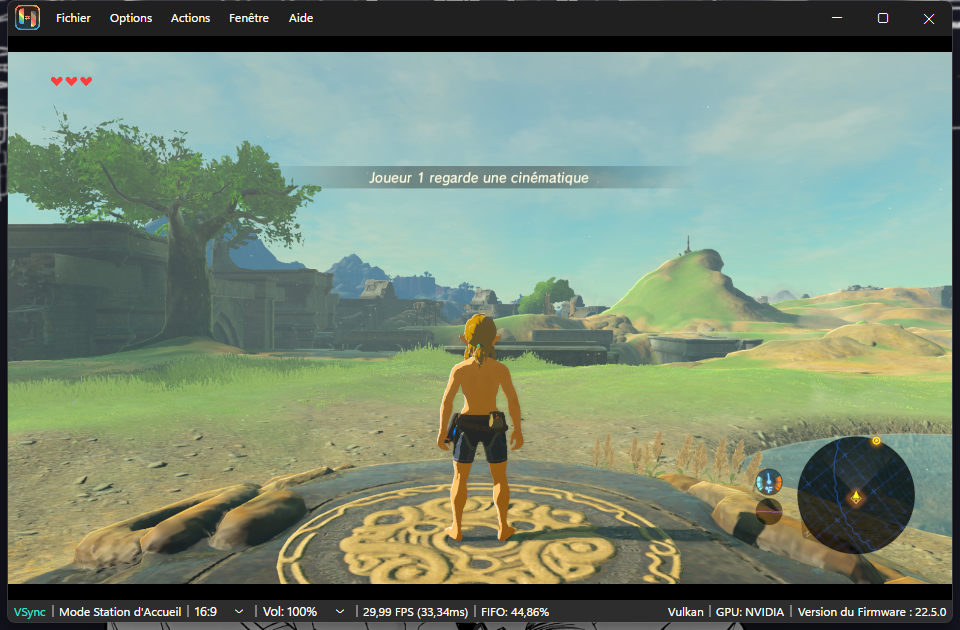 Fichier Options Actions Fenêtre Aide
Joueur 1 regarde une cinématique
VSync | Mode Station d'Accueil | 16:9 | Vol: 100% | 29,99 FPS (33,34ms) | FIFO: 44,86% Vulkan | GPU: NVIDIA | Version du Firmware : 22.5.0